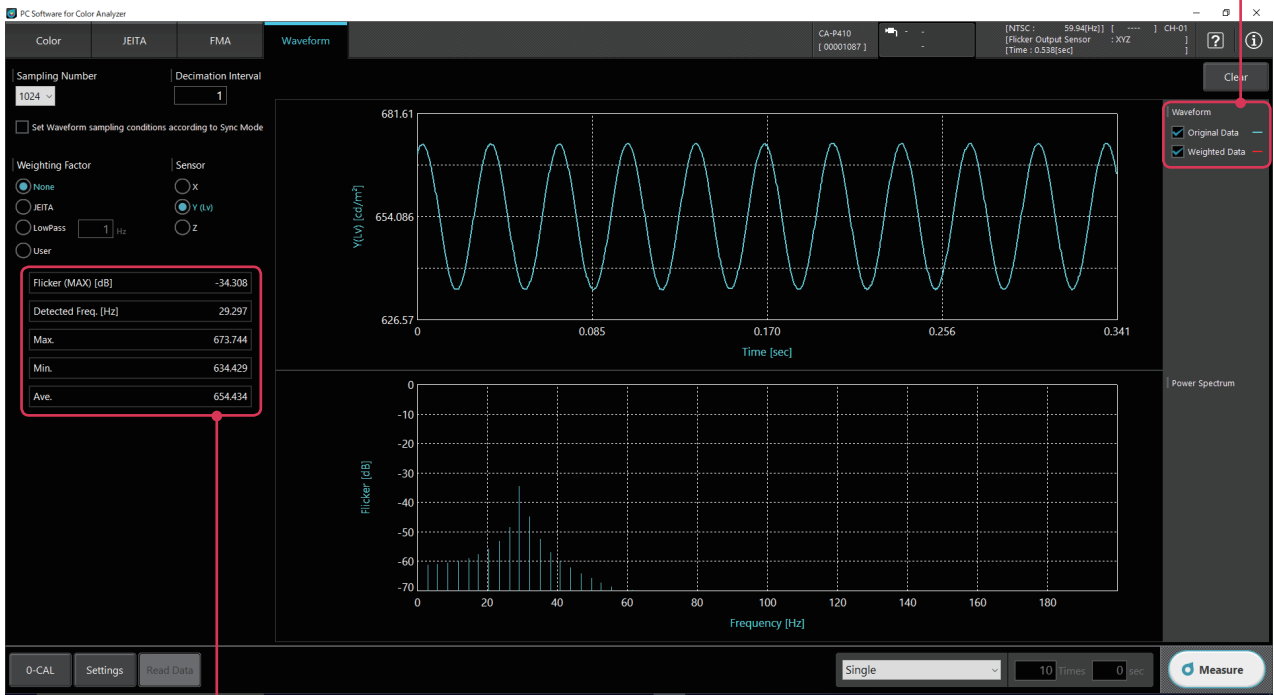 PC Software for Color Analyzer
Color JEITA FMA Waveform
CA-P410
[ 00001087 ]
- -
-
[NTSC : 59.94[Hz]] [ ---- ] CH-01
[Flicker Output Sensor : XYZ ]
[Time : 0.538[sec] ]
Clear
Sampling Number Decimation Interval
1024 1
Set Waveform sampling conditions according to Sync Mode
Weighting Factor Sensor
None X
JEITA Y (Lv)
LowPass 1 Hz Z
User
Flicker (MAX) [dB] -34.308
Detected Freq. [Hz] 29.297
Max. 673.744
Min. 634.429
Ave. 654.434
681.61
654.086
626.57
Y(Lv) [cd/m²]
0 0.085 0.170 0.256 0.341
Time [sec]
Waveform
Original Data
Weighted Data
Power Spectrum
0
-10
-20
-30
-40
-50
-60
-70
Flicker [dB]
0 20 40 60 80 100 120 140 160 180
Frequency [Hz]
0-CAL Settings Read Data
Single 10 Times 0 sec
Measure